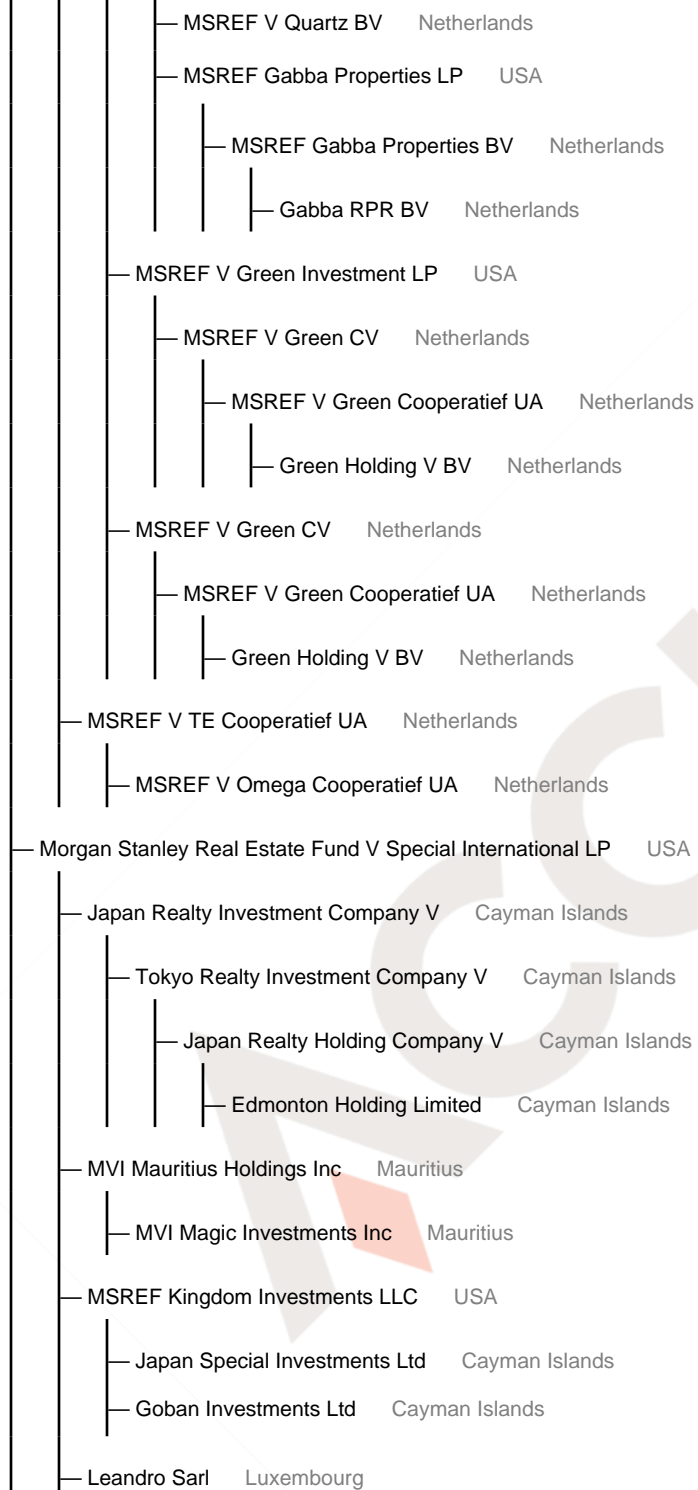 MSREF V Quartz BV Netherlands
MSREF Gabba Properties LP USA
MSREF Gabba Properties BV Netherlands
Gabba RPR BV Netherlands
MSREF V Green Investment LP USA
MSREF V Green CV Netherlands
MSREF V Green Cooperatief UA Netherlands
Green Holding V BV Netherlands
MSREF V Green CV Netherlands
MSREF V Green Cooperatief UA Netherlands
Green Holding V BV Netherlands
MSREF V TE Cooperatief UA Netherlands
MSREF V Omega Cooperatief UA Netherlands
Morgan Stanley Real Estate Fund V Special International LP USA
Japan Realty Investment Company V Cayman Islands
Tokyo Realty Investment Company V Cayman Islands
Japan Realty Holding Company V Cayman Islands
Edmonton Holding Limited Cayman Islands
MVI Mauritius Holdings Inc Mauritius
MVI Magic Investments Inc Mauritius
MSREF Kingdom Investments LLC USA
Japan Special Investments Ltd Cayman Islands
Goban Investments Ltd Cayman Islands
Leandro Sarl Luxembourg